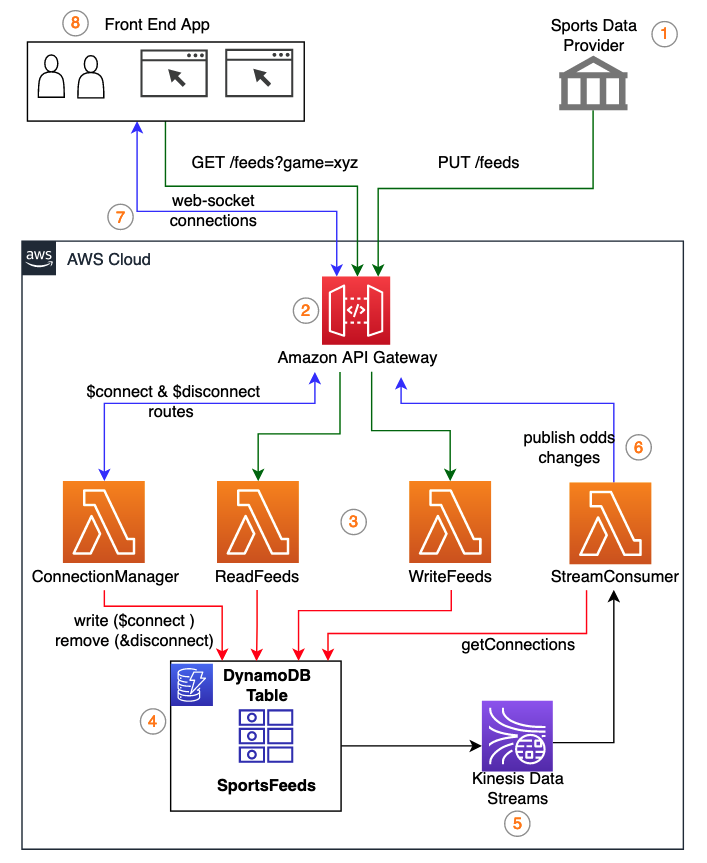 8
Front End App
Sports Data
Provider
1
GET /feeds?game=xyz
PUT /feeds
7
web-socket
connections
aws
AWS Cloud
2
</>
Amazon API Gateway
$connect & $disconnect
routes
publish odds
changes
6
3
ConnectionManager
ReadFeeds
WriteFeeds
StreamConsumer
write ($connect )
remove (&disconnect)
getConnections
4
DynamoDB
Table
SportsFeeds
Kinesis Data
Streams
5